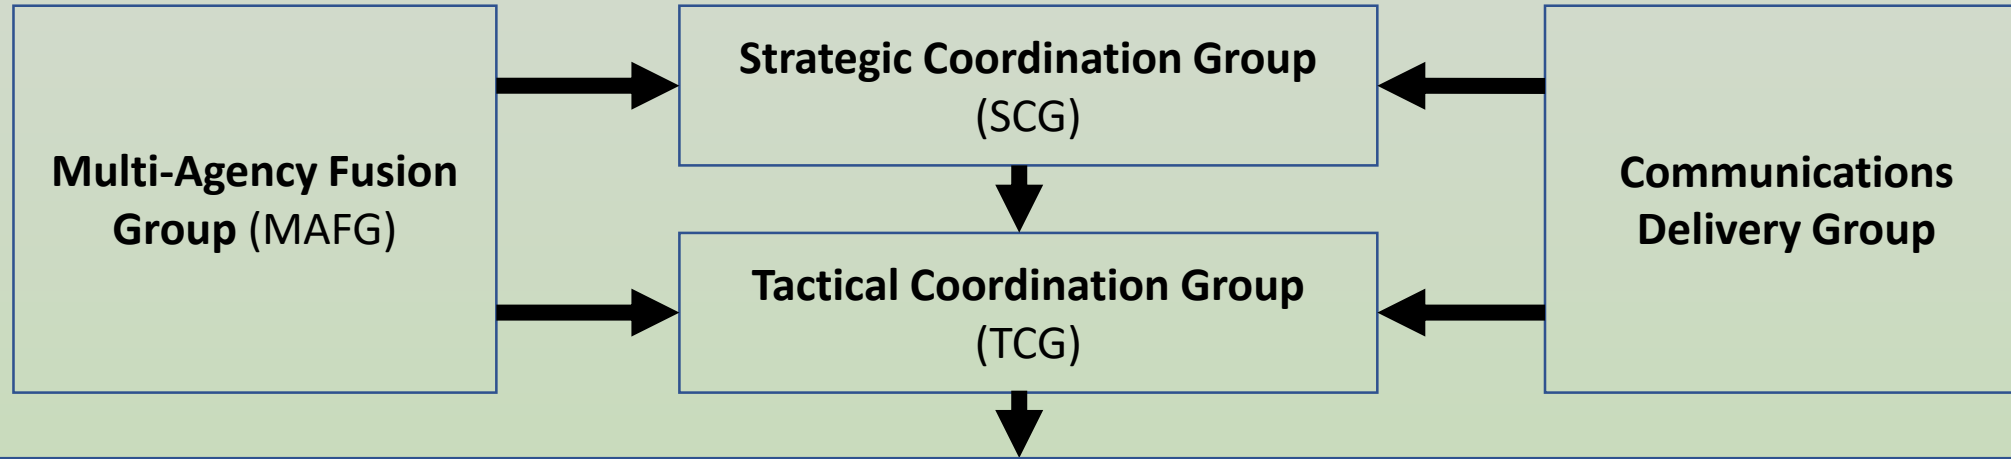 Multi-Agency Fusion
Group (MAFG)
Strategic Coordination Group
(SCG)
Tactical Coordination Group
(TCG)
Communications
Delivery Group